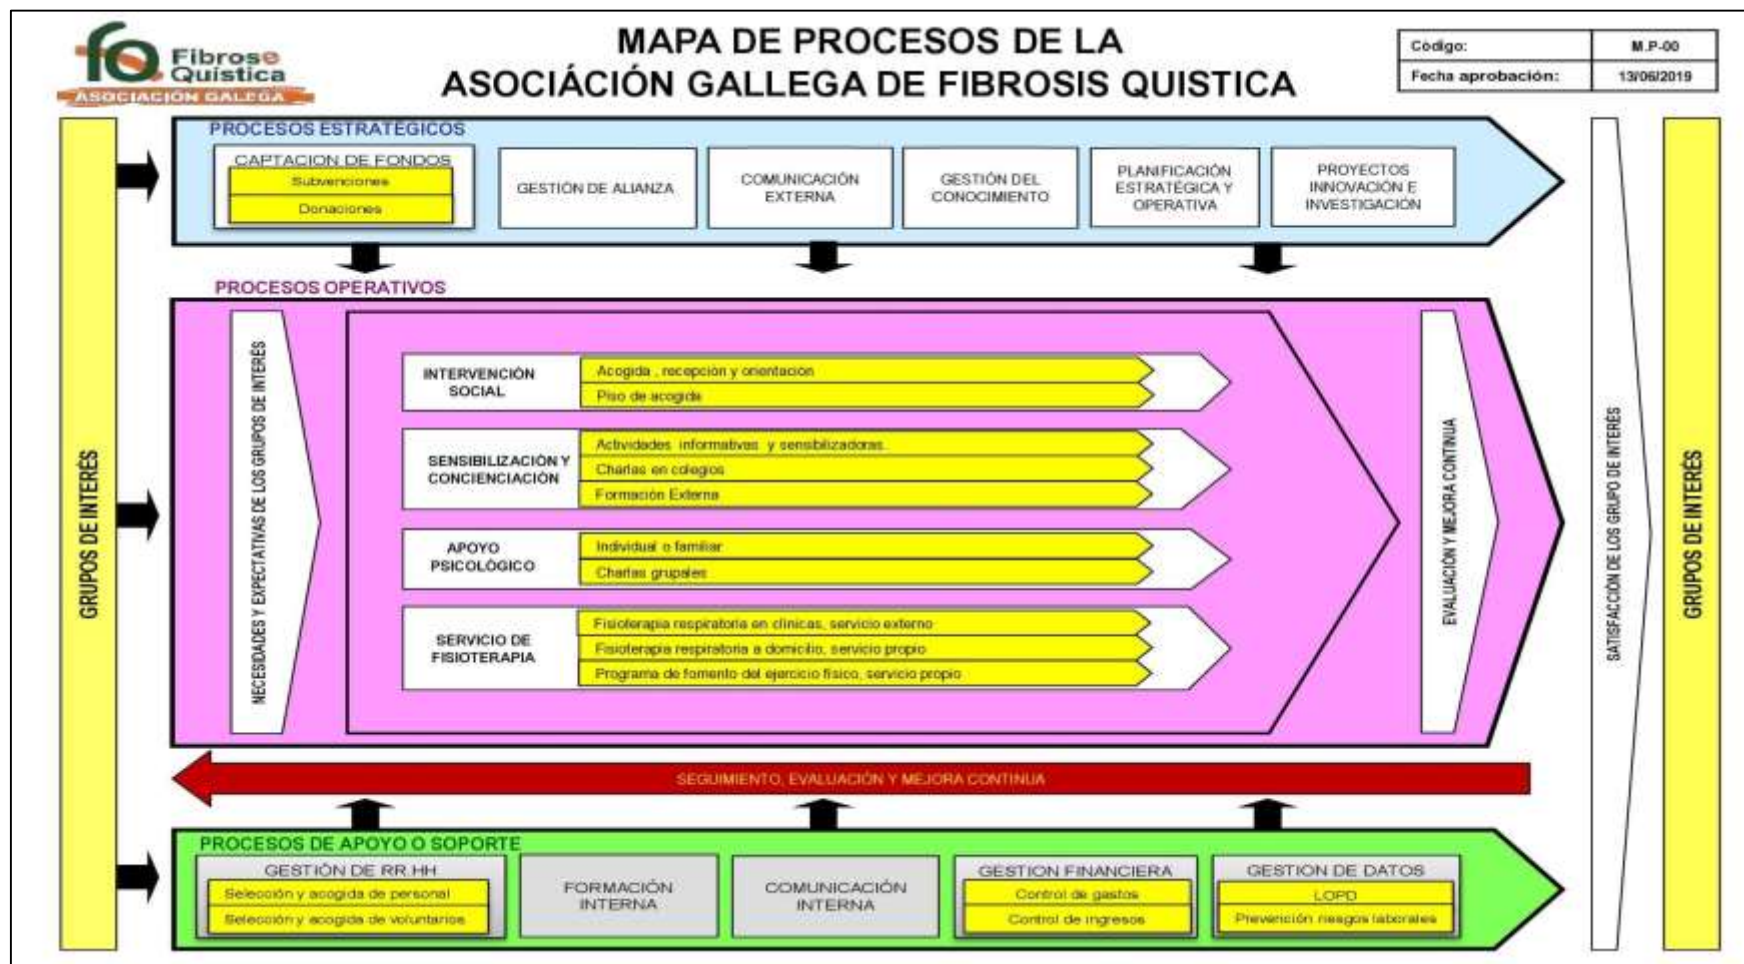 Fibrose
Quística
ASOCIACIÓN GALEGA
MAPA DE PROCESOS DE LA
ASOCIÁCIÓN GALLEGA DE FIBROSIS QUISTICA
Código: M.P-00
Fecha aprobación: 13/06/2019
GRUPOS DE INTERÉS
PROCESOS ESTRATÉGICOS
CAPTACION DE FONDOS
Subvenciones
Donaciones
GESTIÓN DE ALIANZA
COMUNICACIÓN
EXTERNA
GESTIÓN DEL
CONOCIMIENTO
PLANIFICACIÓN
ESTRATÉGICA Y
OPERATIVA
PROYECTOS
INNOVACIÓN E
INVESTIGACIÓN
PROCESOS OPERATIVOS
NECESIDADES Y EXPECTATIVAS DE LOS GRUPOS DE INTERÉS
INTERVENCIÓN
SOCIAL
Acogida , recepción y orientación
Piso de acogida
SENSIBILIZACIÓN Y
CONCIENCIACIÓN
Actividades informativas y sensibilizadoras
Charlas en colegios
Formación Externa
APOYO
PSICOLÓGICO
Individual o familiar
Charlas grupales
SERVICIO DE
FISIOTERAPIA
Fisioterapia respiratoria en clínicas, servicio externo
Fisioterapia respiratoria a domicilio, servicio propio
Programa de fomento del ejercicio físico, servicio propio
EVALUACIÓN Y MEJORA CONTINUA
SEGUIMIENTO, EVALUACIÓN Y MEJORA CONTINUA
PROCESOS DE APOYO O SOPORTE
GESTIÓN DE RR.HH
Selección y acogida de personal
Selección y acogida de voluntarios
FORMACIÓN
INTERNA
COMUNICACIÓN
INTERNA
GESTION FINANCIERA
Control de gastos
Control de ingresos
GESTION DE DATOS
LOPD
Prevención riesgos laborales
SATISFACCIÓN DE LOS GRUPO DE INTERÉS
GRUPOS DE INTERÉS